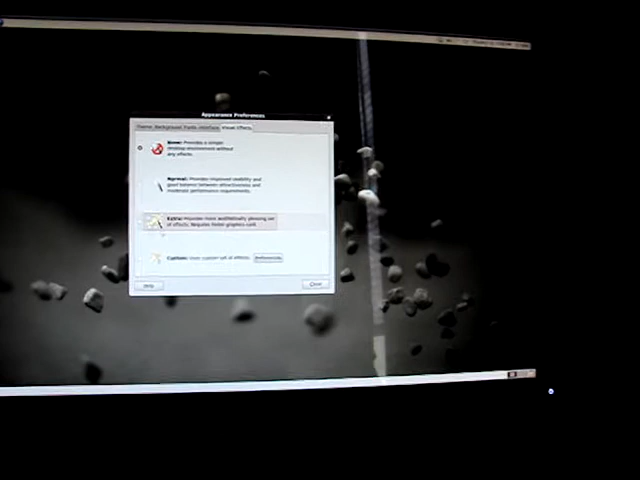 Appearance Preferences
Theme Background Fonts Interface Visual Effects
None: Provides a simple
desktop environment without
any effects.
Normal: Provides improved usability and
good balance between attractiveness and
moderate performance requirements.
Extra: Provides more aesthetically pleasing set
of effects. Requires faster graphics card.
Custom: Uses custom set of effects. Preferences
Help Close